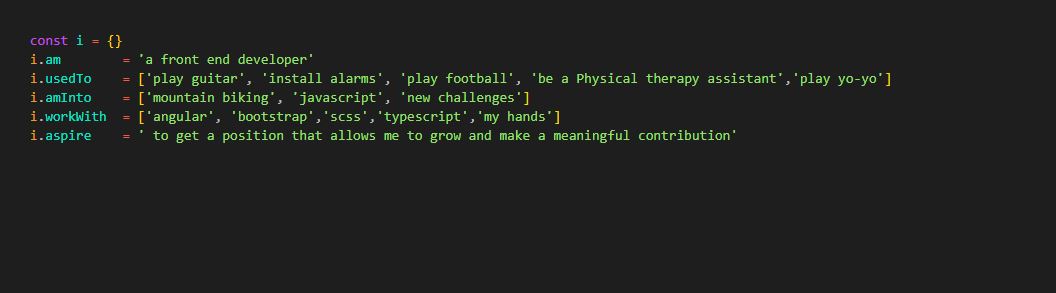 const i = {}
i.am        = 'a front end developer'
i.usedTo    = ['play guitar', 'install alarms', 'play football', 'be a Physical therapy assistant','play yo-yo']
i.amInto    = ['mountain biking', 'javascript', 'new challenges']
i.workWith  = ['angular', 'bootstrap','scss','typescript','my hands']
i.aspire    = ' to get a position that allows me to grow and make a meaningful contribution'